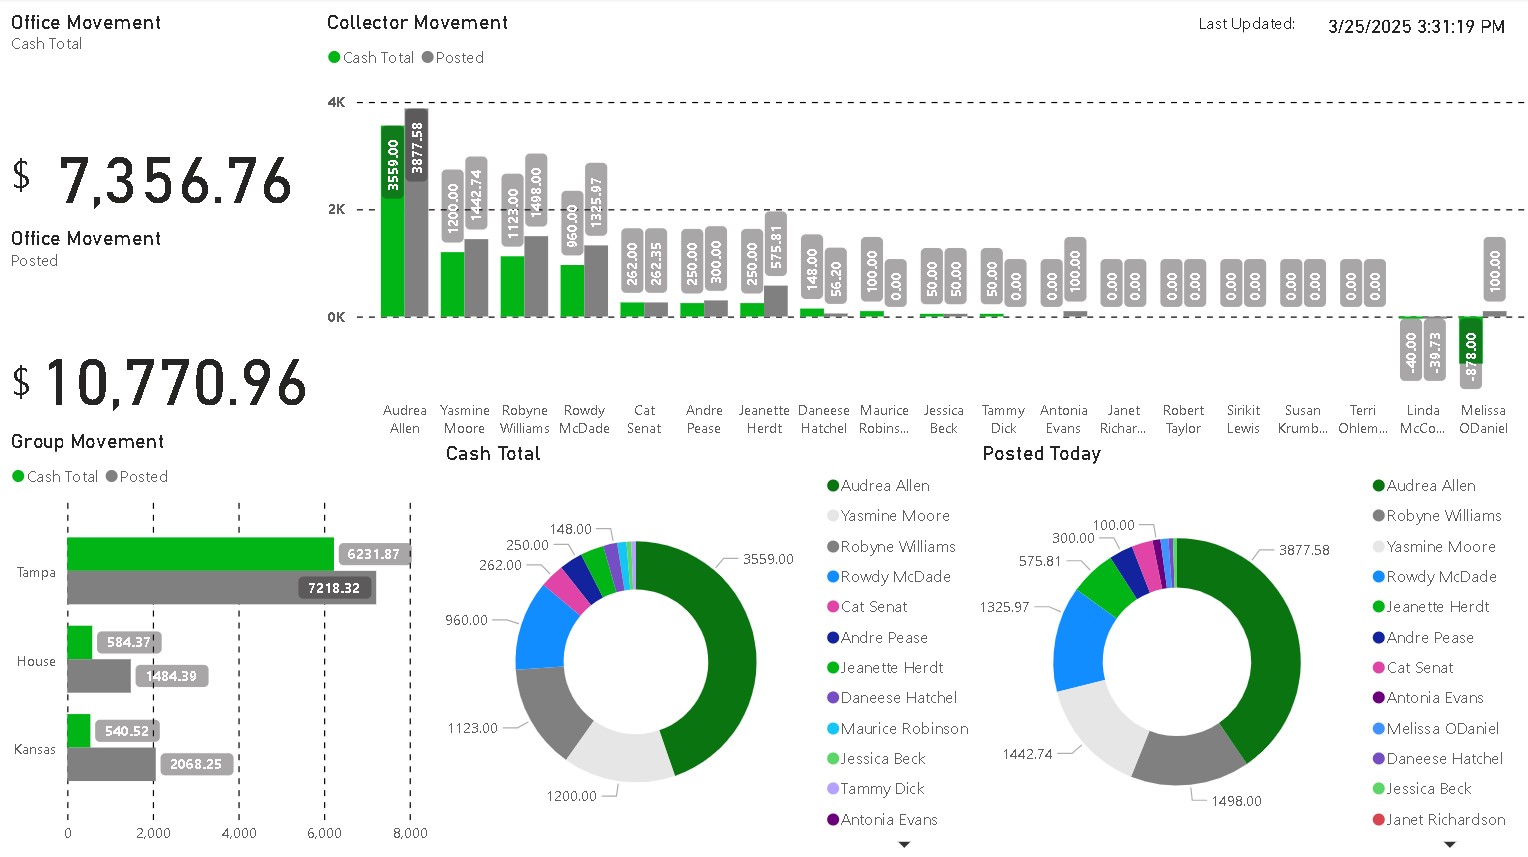 Office Movement
Cash Total
$ 7,356.76
Office Movement
Posted
$ 10,770.96
Collector Movement
Cash Total Posted
Last Updated: 3/25/2025 3:31:19 PM
4K
2K
0K
3559.00 3877.58
1200.00 1442.74
1123.00 1498.00
960.00 1325.97
262.00 262.35
250.00 300.00
250.00 575.81
148.00 56.20
100.00 0.00
50.00 50.00
50.00 0.00
0.00 100.00
0.00 0.00
0.00 0.00
0.00 0.00
0.00 0.00
0.00 0.00
-40.00 -39.73
-878.00 100.00
Audrea Allen
Yasmine Moore
Robyne Williams
Rowdy McDade
Cat Senat
Andre Pease
Jeanette Herdt
Daneese Hatchel
Maurice Robins...
Jessica Beck
Tammy Dick
Antonia Evans
Janet Richar...
Robert Taylor
Sirikit Lewis
Susan Krumb...
Terri Ohlem...
Linda McCo...
Melissa ODaniel
Group Movement
Cash Total Posted
Tampa
6231.87
7218.32
House
584.37
1484.39
Kansas
540.52
2068.25
0 2,000 4,000 6,000 8,000
Cash Total
148.00
250.00
262.00
960.00
1123.00
1200.00
3559.00
Audrea Allen
Yasmine Moore
Robyne Williams
Rowdy McDade
Cat Senat
Andre Pease
Jeanette Herdt
Daneese Hatchel
Maurice Robinson
Jessica Beck
Tammy Dick
Antonia Evans
Posted Today
100.00
300.00
575.81
1325.97
1442.74
1498.00
3877.58
Audrea Allen
Robyne Williams
Yasmine Moore
Rowdy McDade
Jeanette Herdt
Andre Pease
Cat Senat
Antonia Evans
Melissa ODaniel
Daneese Hatchel
Jessica Beck
Janet Richardson